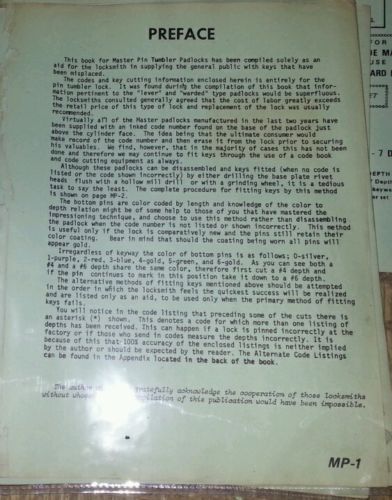 PREFACE
This book for Master Pin Tumbler Padlocks has been compiled solely as an
aid for the locksmith in supplying the general public with keys that have
been misplaced.
The codes and key cutting information enclosed herein is entirely for the
pin tumbler lock. It was found during the compilation of this book that infor-
mation pertinent to the "lever" and "warded" type padlocks would be superfluous.
The locksmiths consulted generally agreed that the cost of labor greatly exceeds
the retail price of this type of lock and replacement of the lock was usually
recommended.
Virtually all of the Master padlocks manufactured in the last two years have
been supplied with an inked code number found on the base of the padlock just
above the cylinder face. The idea being that the ultimate consumer would
make record of the code number and then erase it from the lock prior to securing
his valuables. We find, however, that in the majority of cases this has not been
done and therefore we may continue to fit keys through the use of a code book
and code cutting equipment as always.
Although these padlocks can be disassembled and keys fitted (when no code is
listed or the code shown incorrectly) by either drilling the base plate rivet
heads flush with a hollow mill drill or with a grinding wheel, it is a tedious
task to say the least. The complete procedure for fitting keys by this method
is shown on page MP-2.
The bottom pins are color coded by length and knowledge of the color to
depth relation might be of some help to those of you that have mastered the
impressioning technique, and choose to use this method rather than disassembling
the padlock when the code number is not listed or shown incorrectly. This method
is useful only if the lock is comparatively new and the pins still retain their
color coating. Bear in mind that should the coating being worn all pins will
appear gold.
Irregardless of keyway the color of bottom pins is as follows; 0-silver,
1-purple, 2-red, 3-blue, 4-gold, 5-green, and 6-gold. As you can see both a
#4 and a #6 depth share the same color, therefore first cut a #4 depth and
if the pin continues to mark in this position take it down to a #6 depth.
The alternative methods of fitting keys mentioned above should be attempted
in the order in which the locksmith feels the quickest success will be realized
and are listed only as an aid, to be used only when the primary method of fitting
keys fails.
You will notice in the code listing that preceding some of the cuts there is
an asterisk (*) shown. This denotes a code for which more than one listing of
depths has been received. This can happen if a lock is pinned incorrectly at the
factory or if those who send in codes measure the depths incorrectly. It is
because of this that 100% accuracy of the enclosed listings is neither implied
by the author or should be expected by the reader. The Alternate Code Listings
can be found in the Appendix located in the back of the book.
The author gratefully acknowledge the cooperation of those locksmiths
without whose compilation of this publication would have been impossible.
MP-1